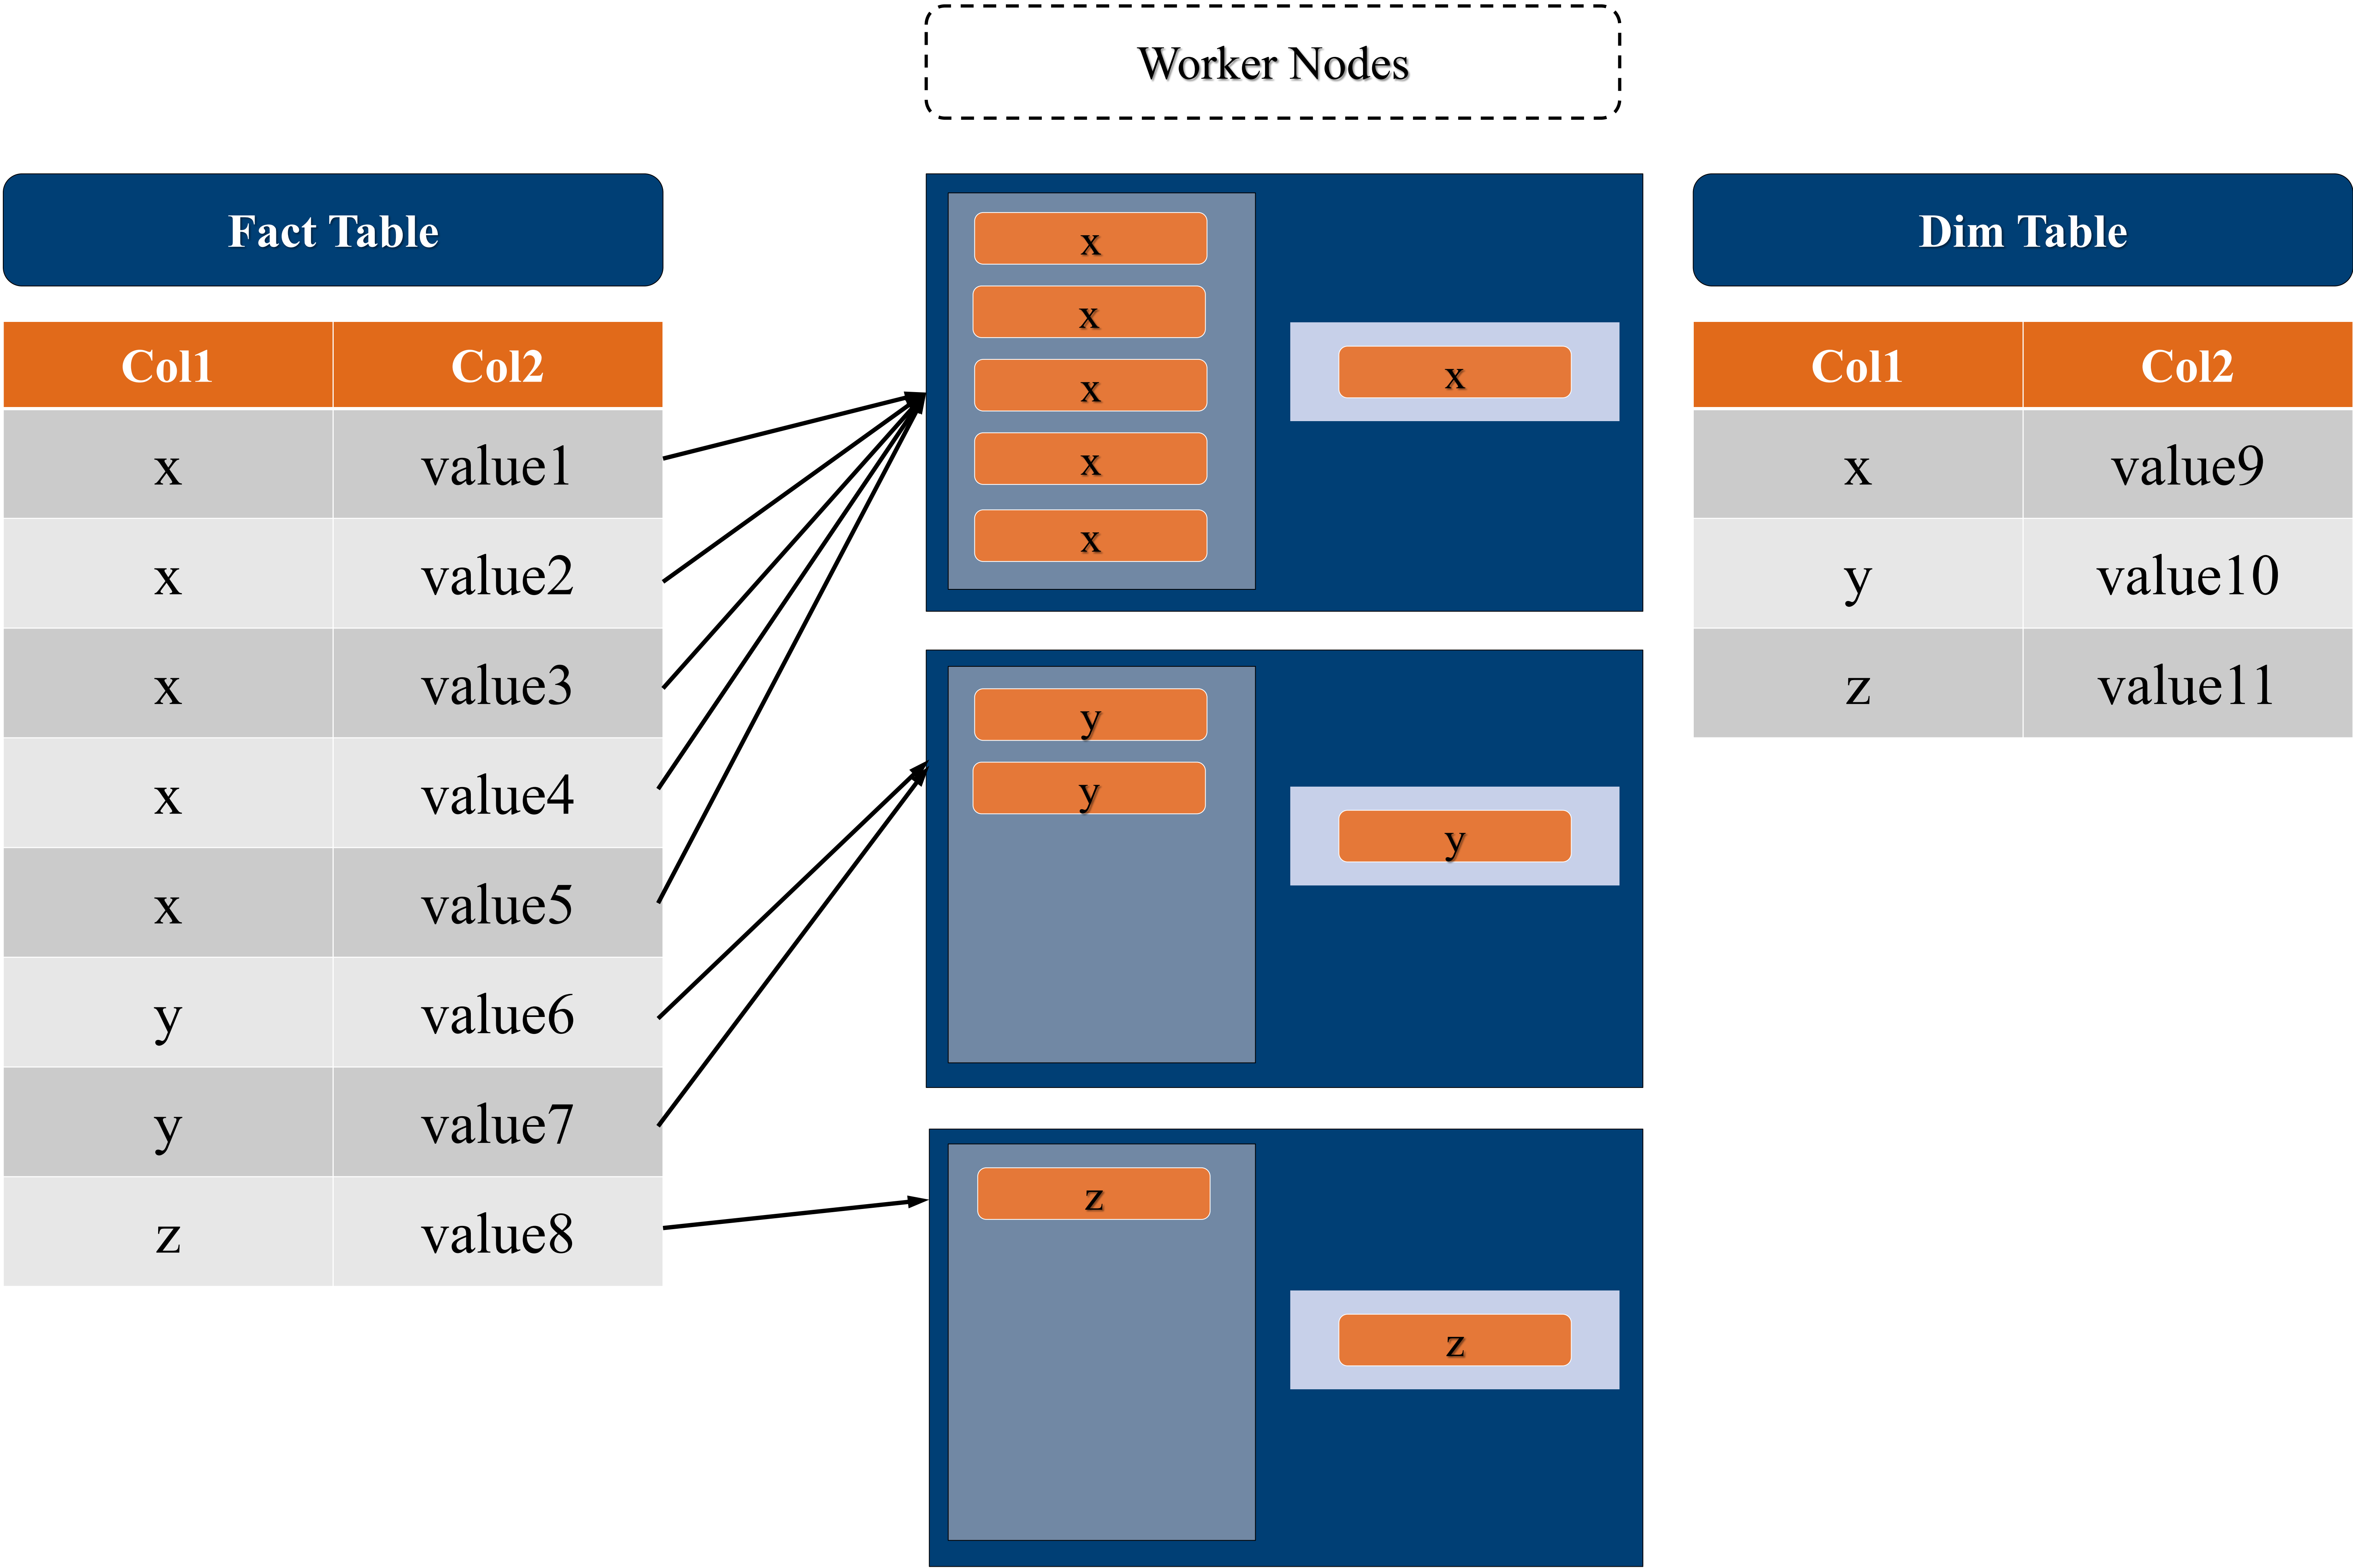 Worker Nodes
Fact Table
Col1 Col2
x value1
x value2
x value3
x value4
x value5
y value6
y value7
z value8
x
x
x
x
x
x
y
y
y
z
z
Dim Table
Col1 Col2
x value9
y value10
z value11